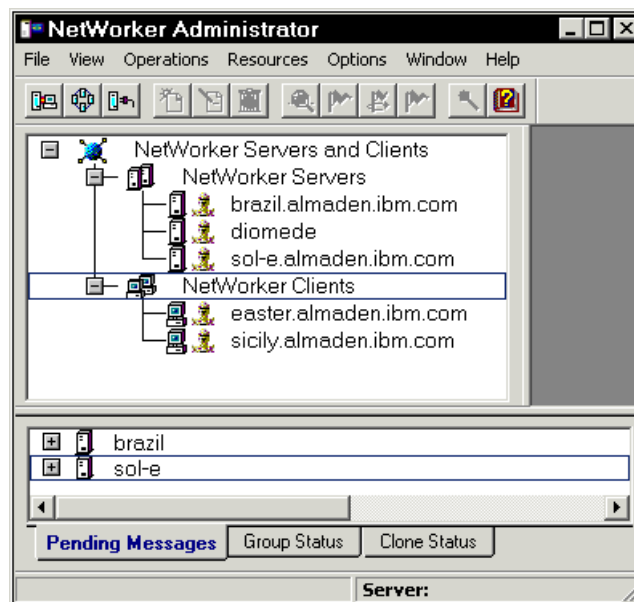 NetWorker Administrator
File View Operations Resources Options Window Help
NetWorker Servers and Clients
NetWorker Servers
brazil.almaden.ibm.com
diomede
sol-e.almaden.ibm.com
NetWorker Clients
easter.almaden.ibm.com
sicily.almaden.ibm.com
brazil
sol-e
Pending Messages Group Status Clone Status
Server: